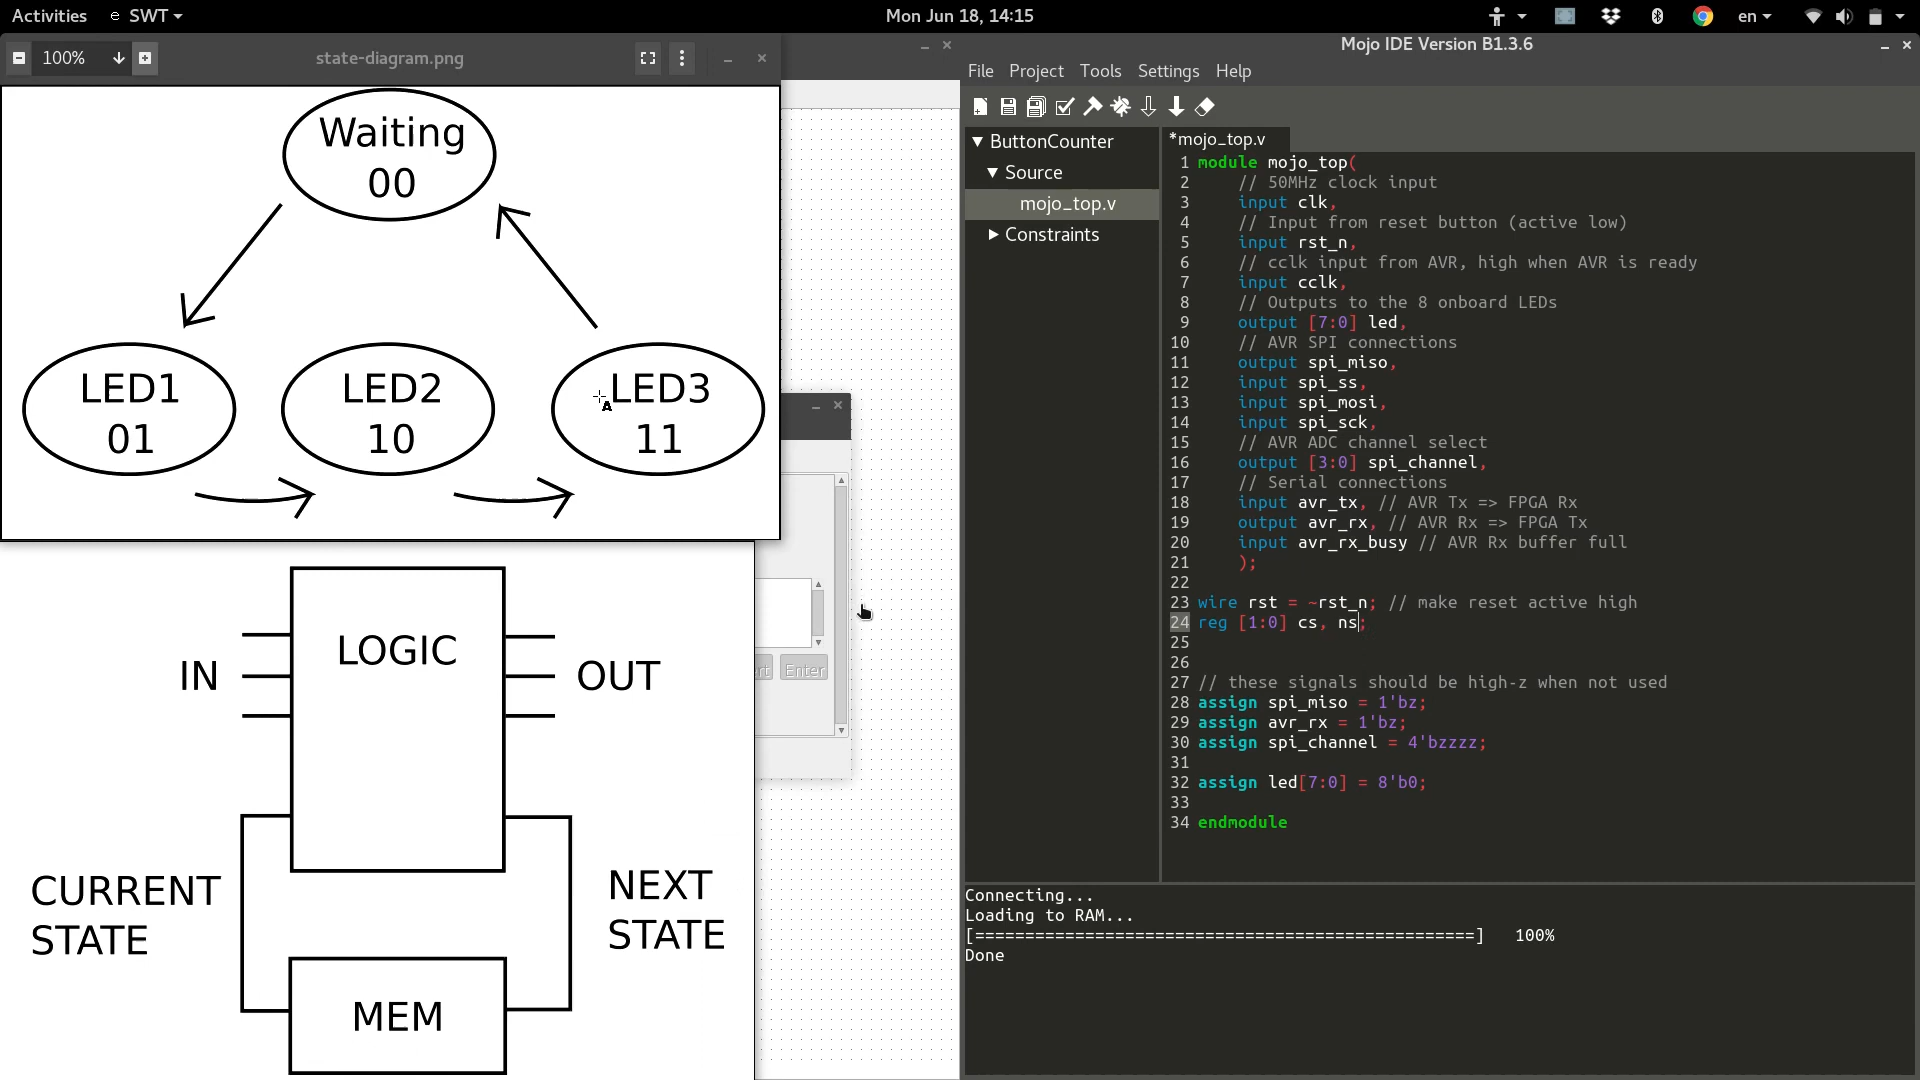 Activities
SWT
Mon Jun 18, 14:15
en
100%
state-diagram.png
Waiting
00
LED1
01
LED2
10
LED3
11
A
IN
LOGIC
OUT
CURRENT
STATE
NEXT
STATE
MEM
Enter
Mojo IDE Version B1.3.6
File Project Tools Settings Help
ButtonCounter
Source
mojo_top.v
Constraints
*mojo_top.v
1 module mojo_top(
2 // 50MHz clock input
3 input clk,
4 // Input from reset button (active low)
5 input rst_n,
6 // cclk input from AVR, high when AVR is ready
7 input cclk,
8 // Outputs to the 8 onboard LEDs
9 output [7:0] led,
10 // AVR SPI connections
11 output spi_miso,
12 input spi_ss,
13 input spi_mosi,
14 input spi_sck,
15 // AVR ADC channel select
16 output [3:0] spi_channel,
17 // Serial connections
18 input avr_tx, // AVR Tx => FPGA Rx
19 output avr_rx, // AVR Rx => FPGA Tx
20 input avr_rx_busy // AVR Rx buffer full
21 );
22
23 wire rst = ~rst_n; // make reset active high
24 reg [1:0] cs, ns;
25
26
27 // these signals should be high-z when not used
28 assign spi_miso = 1'bz;
29 assign avr_rx = 1'bz;
30 assign spi_channel = 4'bzzzz;
31
32 assign led[7:0] = 8'b0;
33
34 endmodule
Connecting...
Loading to RAM...
[==================================================] 100%
Done